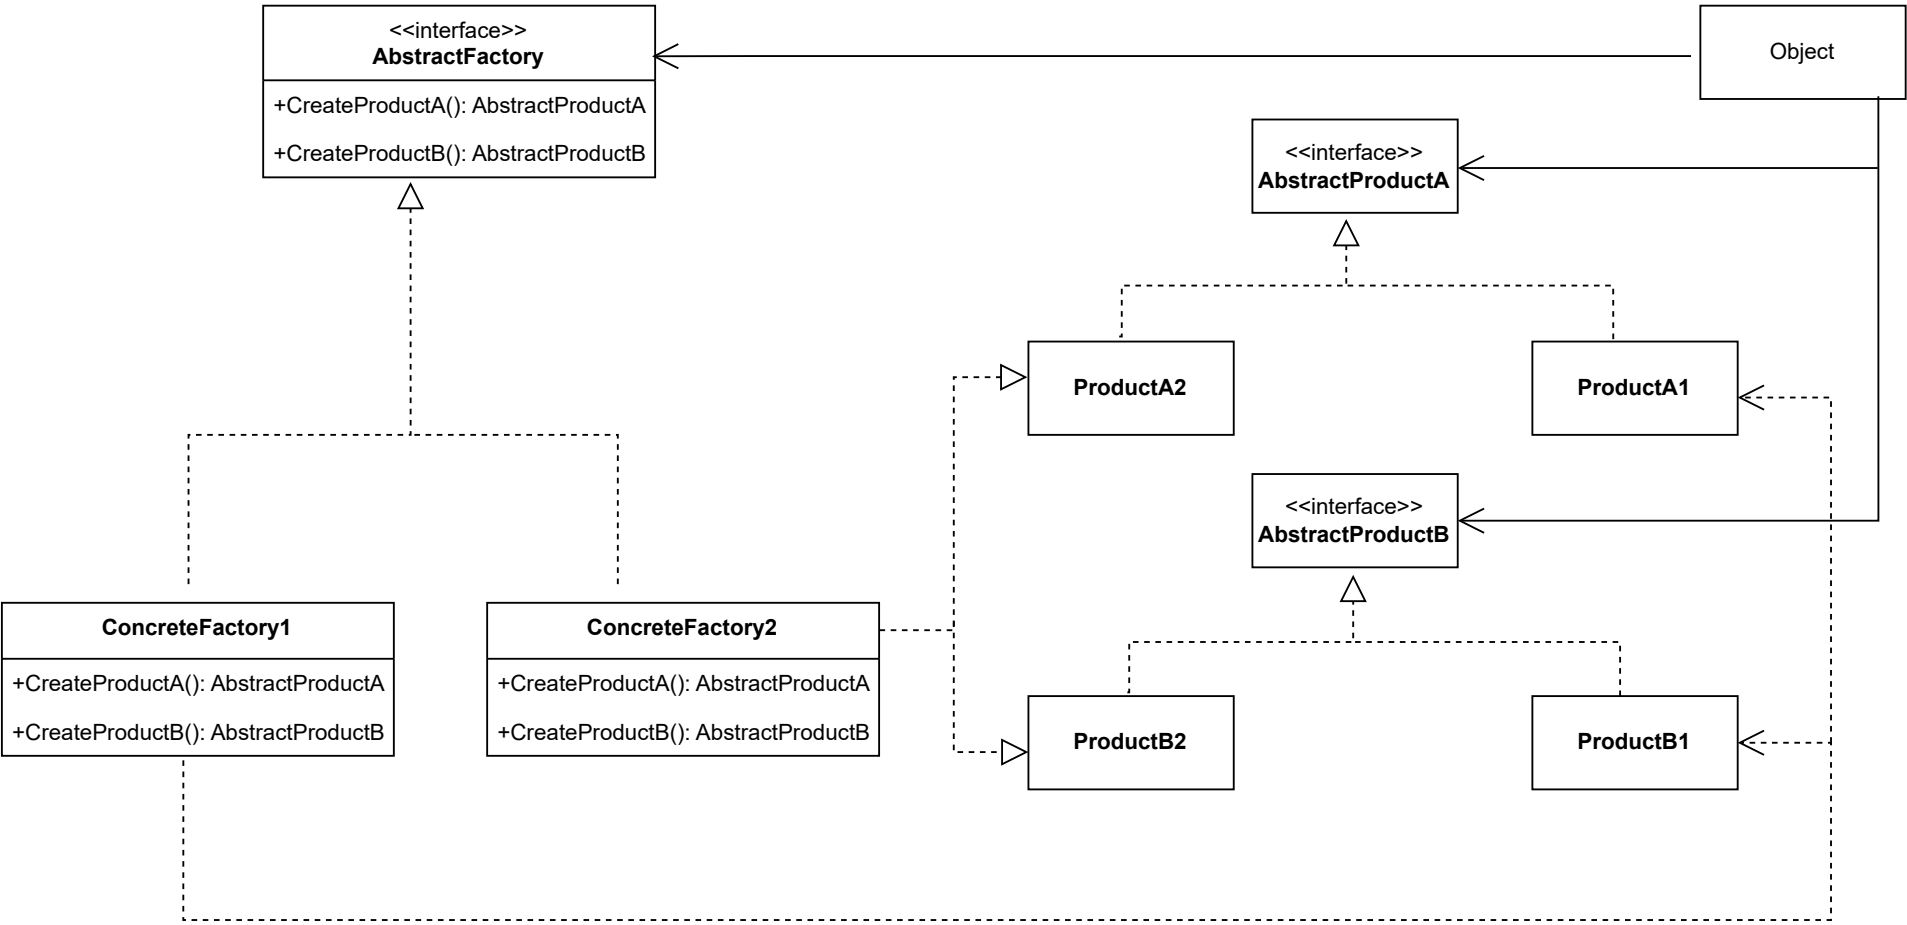 <<interface>>
AbstractFactory
+CreateProductA(): AbstractProductA
+CreateProductB(): AbstractProductB
Object
<<interface>>
AbstractProductA
ProductA2
ProductA1
<<interface>>
AbstractProductB
ConcreteFactory1
+CreateProductA(): AbstractProductA
+CreateProductB(): AbstractProductB
ConcreteFactory2
+CreateProductA(): AbstractProductA
+CreateProductB(): AbstractProductB
ProductB2
ProductB1